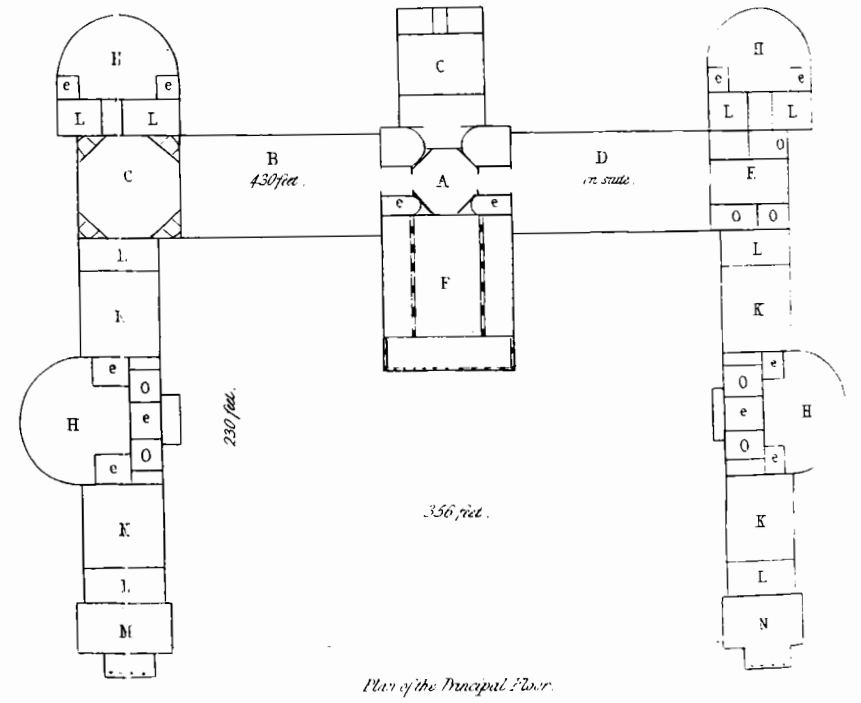 H C H
e e e e
L L L L
O
B A D
430 feet. in suite.
C E
e e
O O
L L
F
K K
e e
O O
H e e H
230 feet.
O O
e e
356 feet.
K K
L L
M N
Plan of the Principal Floor.